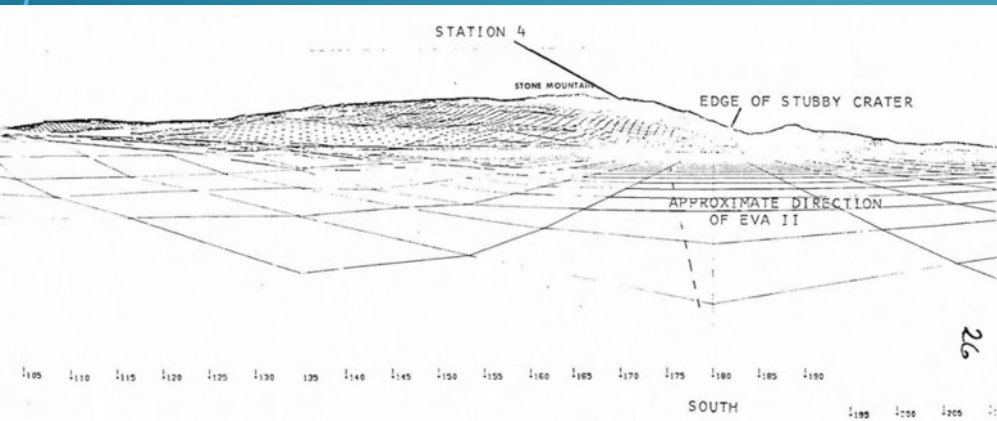 STATION 4
STONE MOUNTAIN
EDGE OF STUBBY CRATER
APPROXIMATE DIRECTION
OF EVA II
26
105 110 115 120 125 130 135 140 145 150 155 160 165 170 175 180 185 190
SOUTH
195 200 205